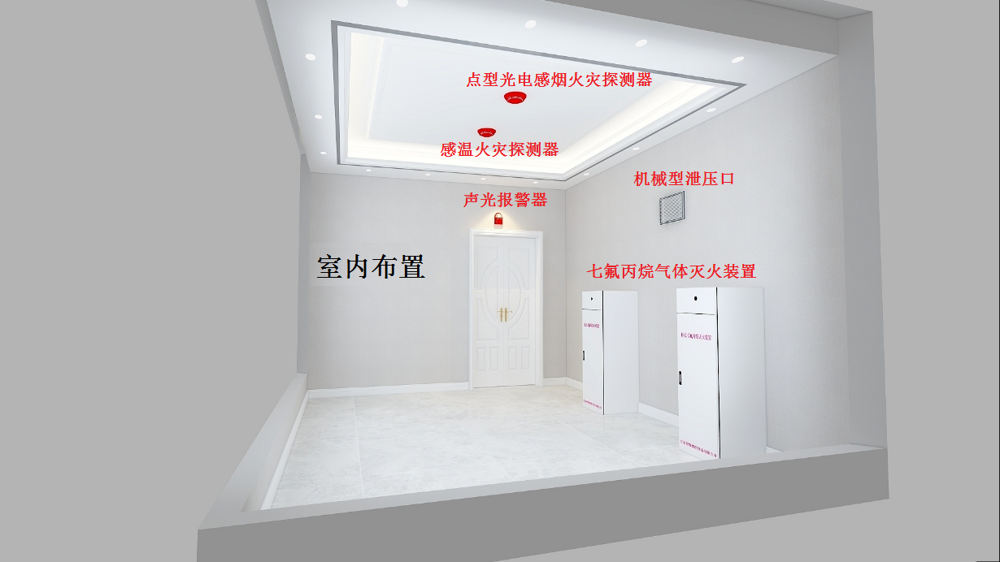 点型光电感烟火灾探测器
感温火灾探测器
声光报警器
机械型泄压口
室内布置
七氟丙烷气体灭火装置